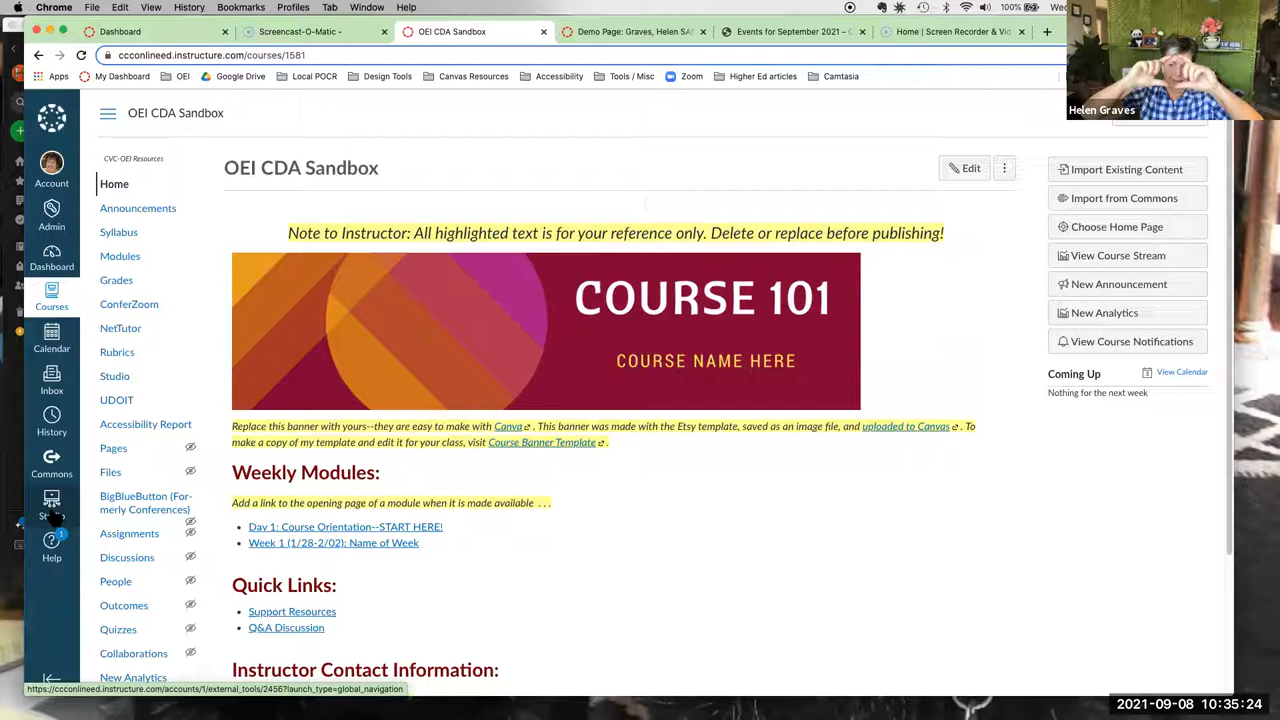 Chrome File Edit View History Bookmarks Profiles Tab Window Help 100%
Dashboard × Screencast-O-Matic - × OEI CDA Sandbox × Demo Page: Graves, Helen SA × Events for September 2021 – C × Home | Screen Recorder & Vid × +
ccconlineed.instructure.com/courses/1581
Apps My Dashboard OEI Google Drive Local POCR Design Tools Canvas Resources Accessibility Tools / Misc Zoom Higher Ed articles Camtasia
Helen Graves
OEI CDA Sandbox
Account
Admin
Dashboard
Courses
Calendar
Inbox
History
Commons
1
Help
CVC-OEI Resources
Home
Announcements
Syllabus
Modules
Grades
ConferZoom
NetTutor
Rubrics
Studio
UDOIT
Accessibility Report
Pages
Files
BigBlueButton (For-
merly Conferences)
Assignments
Discussions
People
Outcomes
Quizzes
Collaborations
New Analytics
OEI CDA Sandbox
Edit
Note to Instructor: All highlighted text is for your reference only. Delete or replace before publishing!
COURSE 101
COURSE NAME HERE
Replace this banner with yours--they are easy to make with Canva . This banner was made with the Etsy template, saved as an image file, and uploaded to Canvas . To
make a copy of my template and edit it for your class, visit Course Banner Template .
Weekly Modules:
Add a link to the opening page of a module when it is made available . . .
Day 1: Course Orientation--START HERE!
Week 1 (1/28-2/02): Name of Week
Quick Links:
Support Resources
Q&A Discussion
Instructor Contact Information:
Import Existing Content
Import from Commons
Choose Home Page
View Course Stream
New Announcement
New Analytics
View Course Notifications
Coming Up View Calendar
Nothing for the next week
https://ccconlineed.instructure.com/accounts/1/external_tools/2456?launch_type=global_navigation
2021-09-08 10:35:24